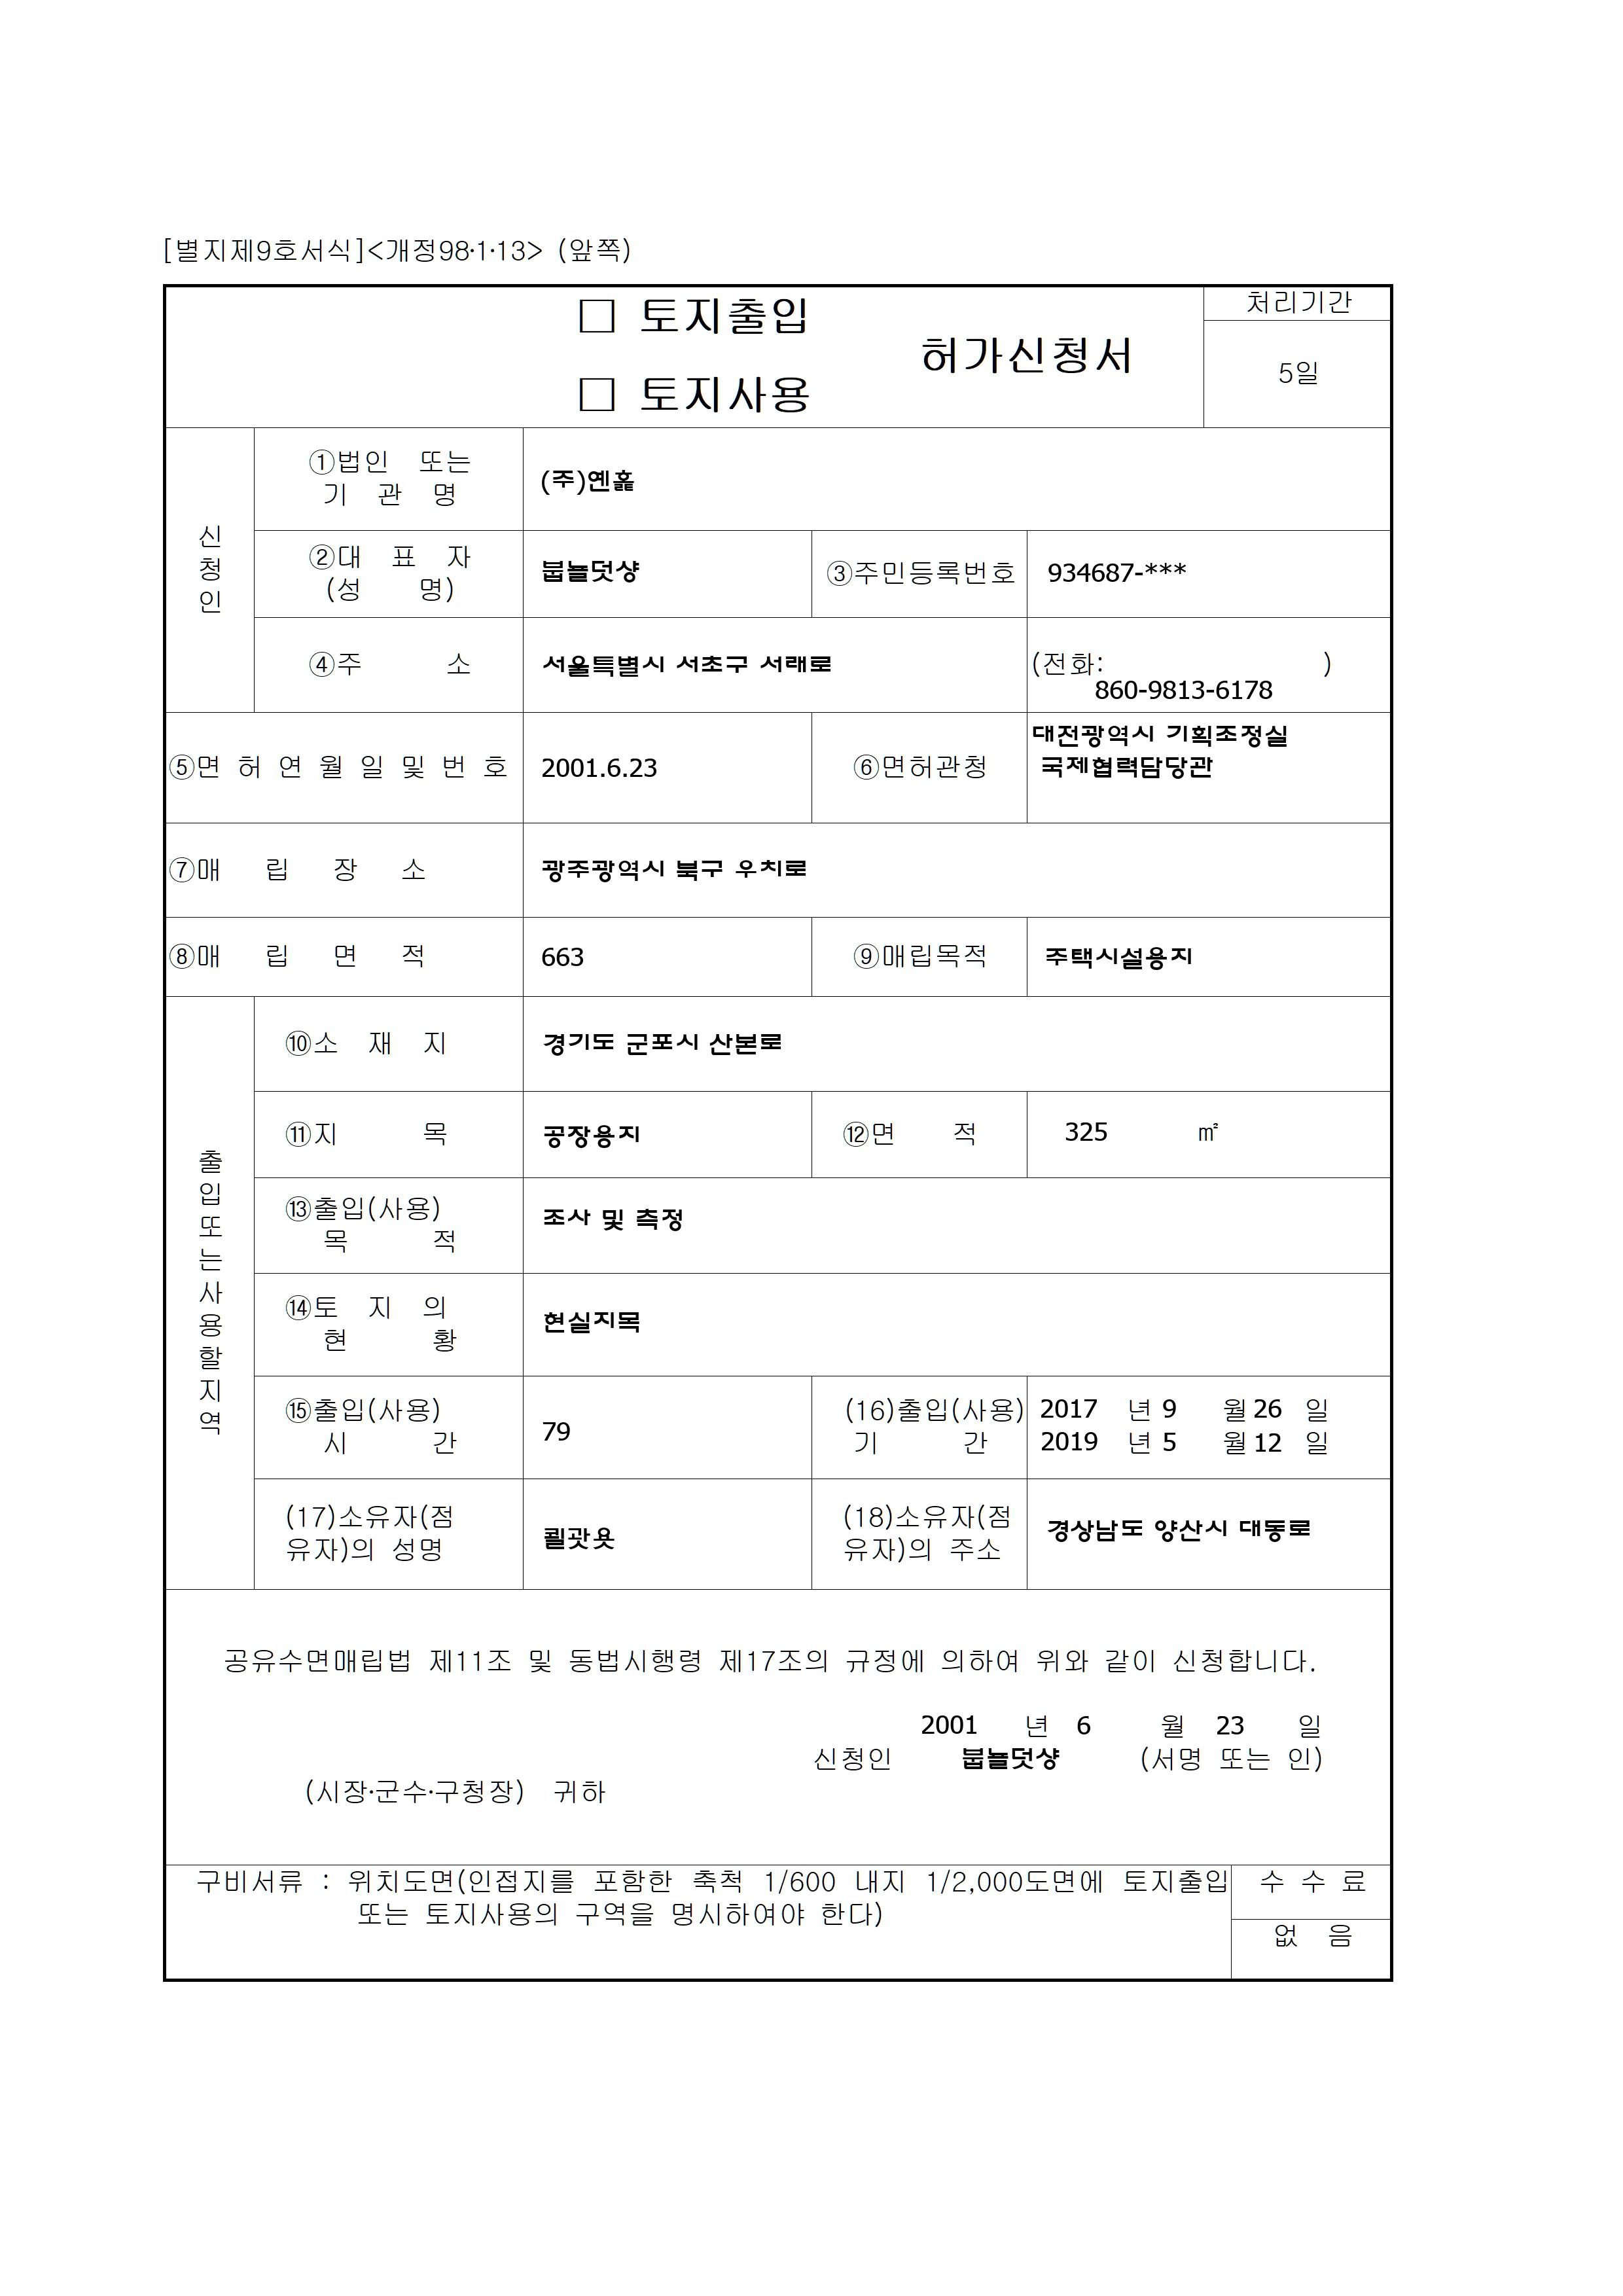 [별지제9호서식]<개정98·1·13> (앞쪽)
□ 토지출입
□ 토지사용
허가신청서
처리기간
5일
신청인
①법인 또는
기 관 명
(주)옌홅
②대 표 자
(성 명)
붑뇰덧샹
③주민등록번호
934687-***
④주 소
서울특별시 서초구 서래로
(전화: )
860-9813-6178
⑤면 허 연 월 일 및 번 호
2001.6.23
⑥면허관청
대전광역시 기획조정실
국제협력담당관
⑦매 립 장 소
광주광역시 북구 우치로
⑧매 립 면 적
663
⑨매립목적
주택시설용지
출입또는사용할지역
⑩소 재 지
경기도 군포시 산본로
⑪지 목
공장용지
⑫면 적
325 ㎡
⑬출입(사용)
목 적
조사 및 측정
⑭토 지 의
현 황
현실지목
⑮출입(사용)
시 간
79
(16)출입(사용)
기 간
2017 년 9 월 26 일
2019 년 5 월 12 일
(17)소유자(점
유자)의 성명
(18)소유자(점
유자)의 주소
경상남도 양산시 대동로
공유수면매립법 제11조 및 동법시행령 제17조의 규정에 의하여 위와 같이 신청합니다.
2001 년 6 월 23 일
신청인 붑뇰덧샹 (서명 또는 인)
(시장·군수·구청장) 귀하
구비서류 : 위치도면(인접지를 포함한 축척 1/600 내지 1/2,000도면에 토지출입
또는 토지사용의 구역을 명시하여야 한다)
수 수 료
없 음